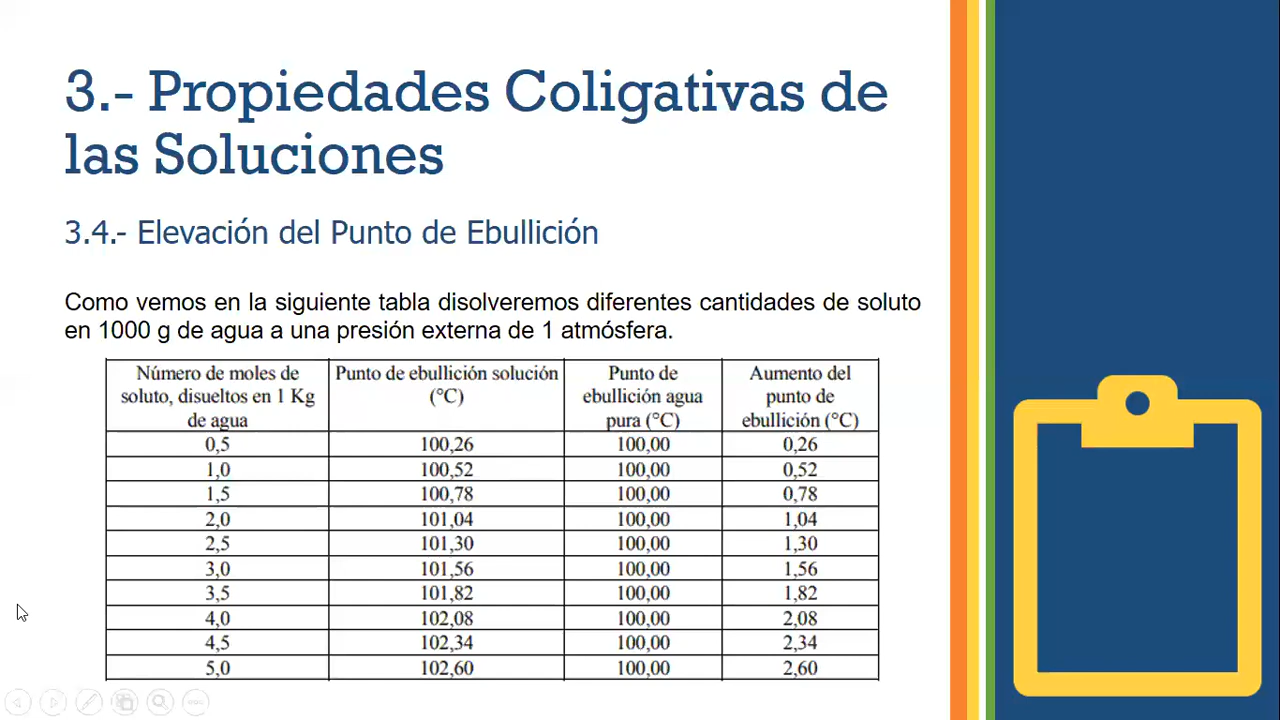 3.- Propiedades Coligativas de
las Soluciones
3.4.- Elevación del Punto de Ebullición
Como vemos en la siguiente tabla disolveremos diferentes cantidades de soluto
en 1000 g de agua a una presión externa de 1 atmósfera.
Número de moles de soluto, disueltos en 1 Kg de agua | Punto de ebullición solución (°C) | Punto de ebullición agua pura (°C) | Aumento del punto de ebullición (°C)
0,5 100,26 100,00 0,26
1,0 100,52 100,00 0,52
1,5 100,78 100,00 0,78
2,0 101,04 100,00 1,04
2,5 101,30 100,00 1,30
3,0 101,56 100,00 1,56
3,5 101,82 100,00 1,82
4,0 102,08 100,00 2,08
4,5 102,34 100,00 2,34
5,0 102,60 100,00 2,60